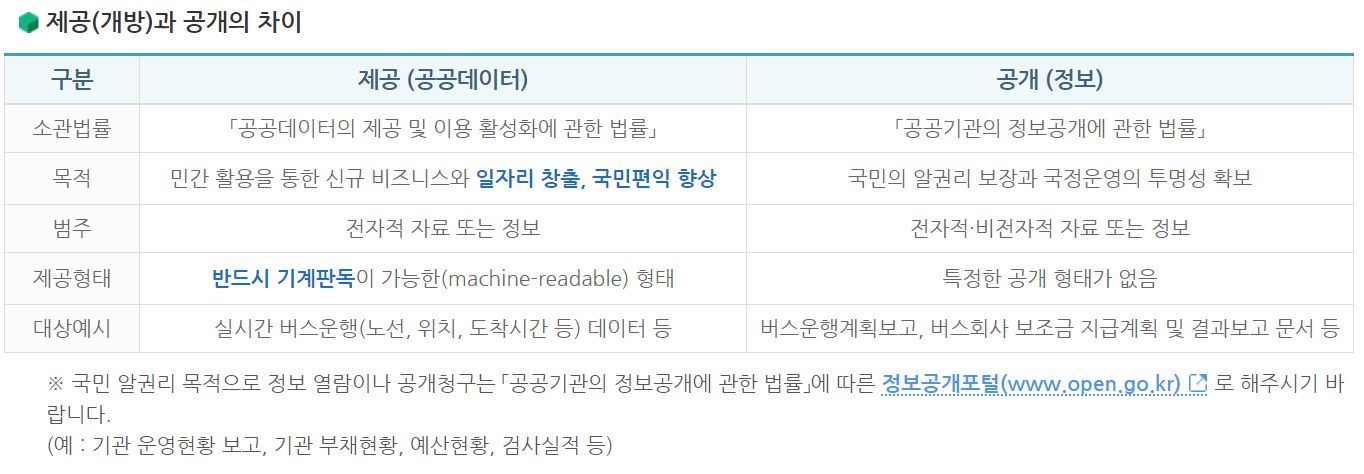 제공(개방)과 공개의 차이
구분 제공 (공공데이터) 공개 (정보)
소관법률 「공공데이터의 제공 및 이용 활성화에 관한 법률」 「공공기관의 정보공개에 관한 법률」
목적 민간 활용을 통한 신규 비즈니스와 일자리 창출, 국민편익 향상 국민의 알권리 보장과 국정운영의 투명성 확보
범주 전자적 자료 또는 정보 전자적·비전자적 자료 또는 정보
제공형태 반드시 기계판독이 가능한(machine-readable) 형태 특정한 공개 형태가 없음
대상예시 실시간 버스운행(노선, 위치, 도착시간 등) 데이터 등 버스운행계획보고, 버스회사 보조금 지급계획 및 결과보고 문서 등
※ 국민 알권리 목적으로 정보 열람이나 공개청구는 「공공기관의 정보공개에 관한 법률」에 따른 정보공개포털(www.open.go.kr) 로 해주시기 바
랍니다.
(예 : 기관 운영현황 보고, 기관 부채현황, 예산현황, 검사실적 등)